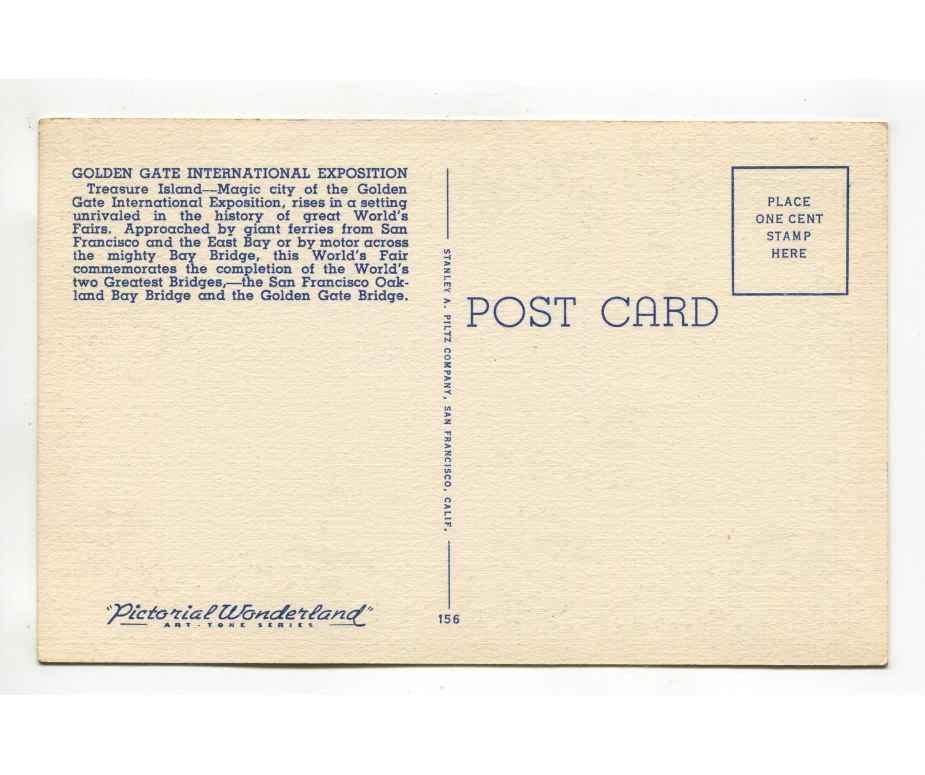 GOLDEN GATE INTERNATIONAL EXPOSITION
Treasure Island—Magic city of the Golden
Gate International Exposition, rises in a setting
unrivaled in the history of great World's
Fairs. Approached by giant ferries from San
Francisco and the East Bay or by motor across
the mighty Bay Bridge, this World's Fair
commemorates the completion of the World's
two Greatest Bridges,—the San Francisco Oak-
land Bay Bridge and the Golden Gate Bridge.
"Pictorial Wonderland"
ART-TONE SERIES
STANLEY A. PILTZ COMPANY, SAN FRANCISCO, CALIF.
156
POST CARD
PLACE
ONE CENT
STAMP
HERE